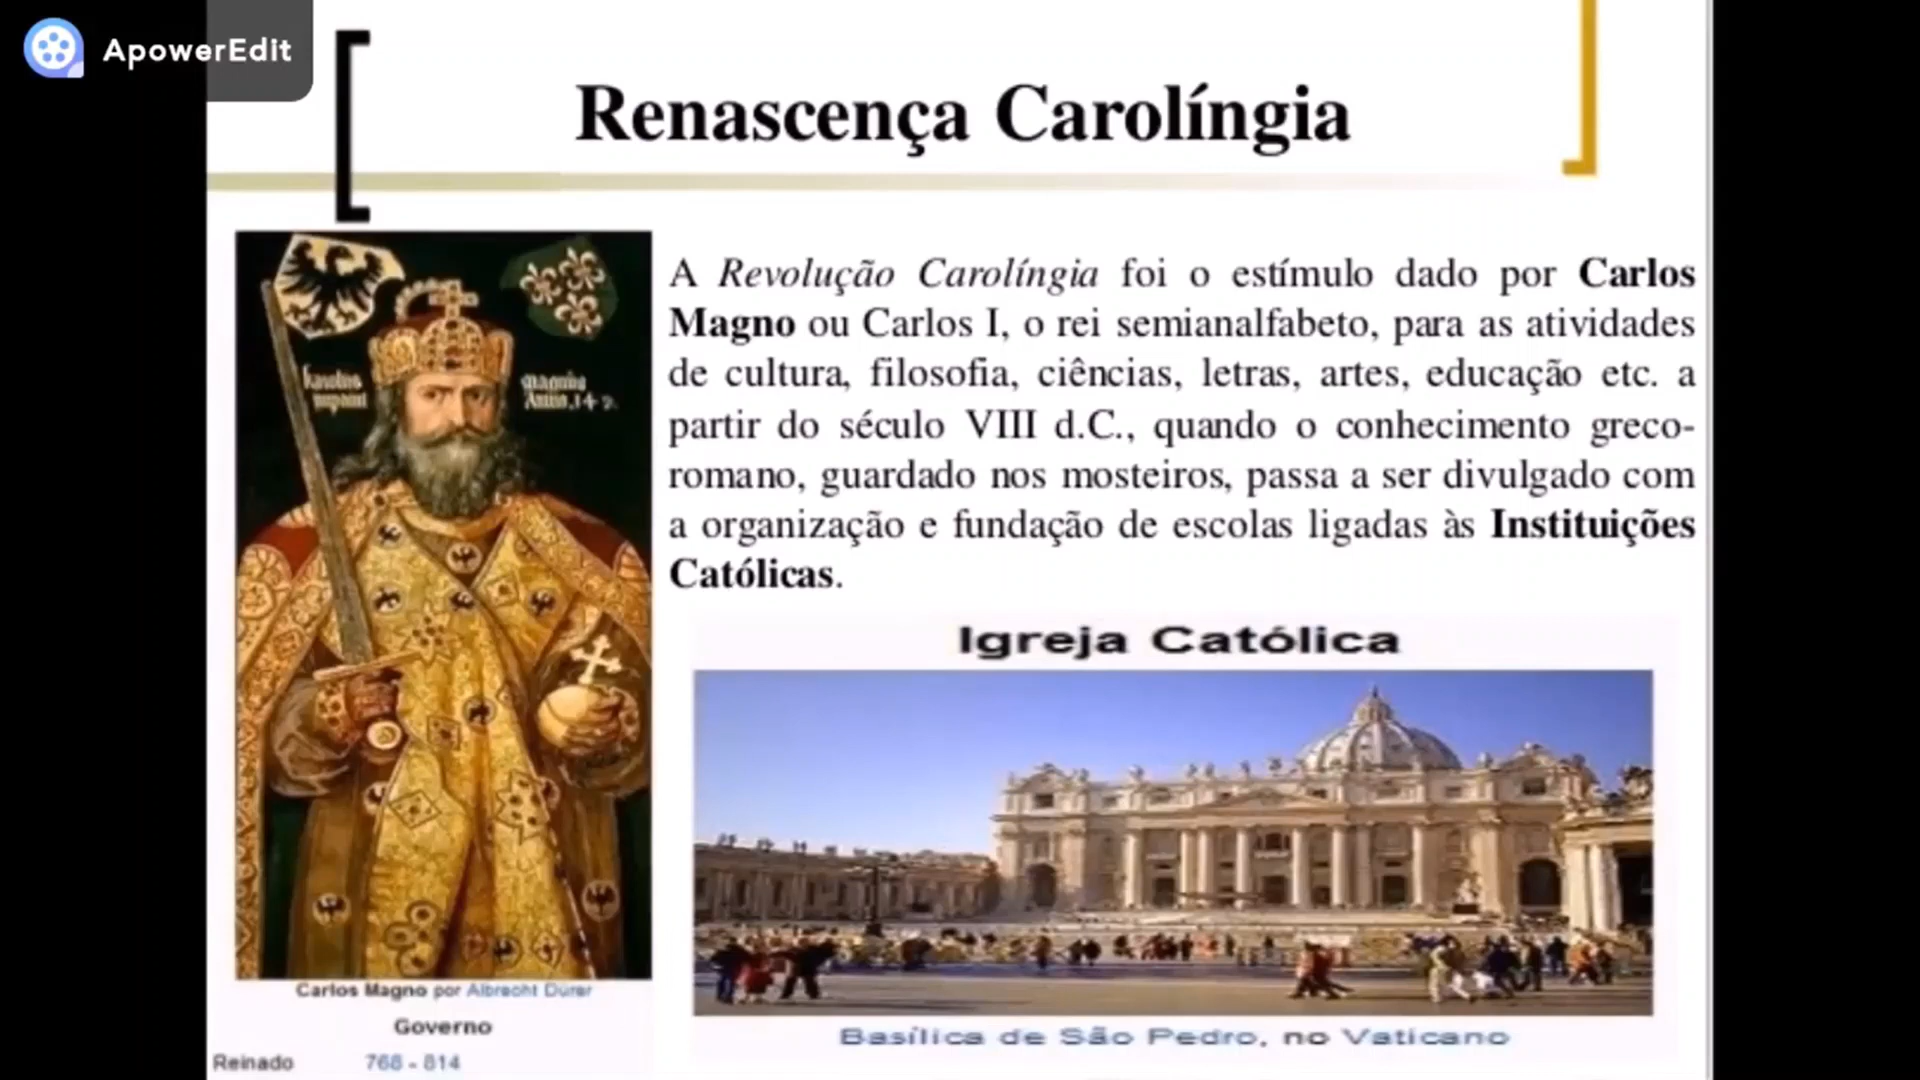 ApowerEdit
Renascença Carolíngia
A Revolução Carolíngia foi o estímulo dado por Carlos
Magno ou Carlos I, o rei semianalfabeto, para as atividades
de cultura, filosofia, ciências, letras, artes, educação etc. a
partir do século VIII d.C., quando o conhecimento greco-
romano, guardado nos mosteiros, passa a ser divulgado com
a organização e fundação de escolas ligadas às Instituições
Católicas.
Igreja Católica
Basílica de São Pedro, no Vaticano
Carlos Magno por Albrecht Dürer
Governo
Reinado 768 - 814